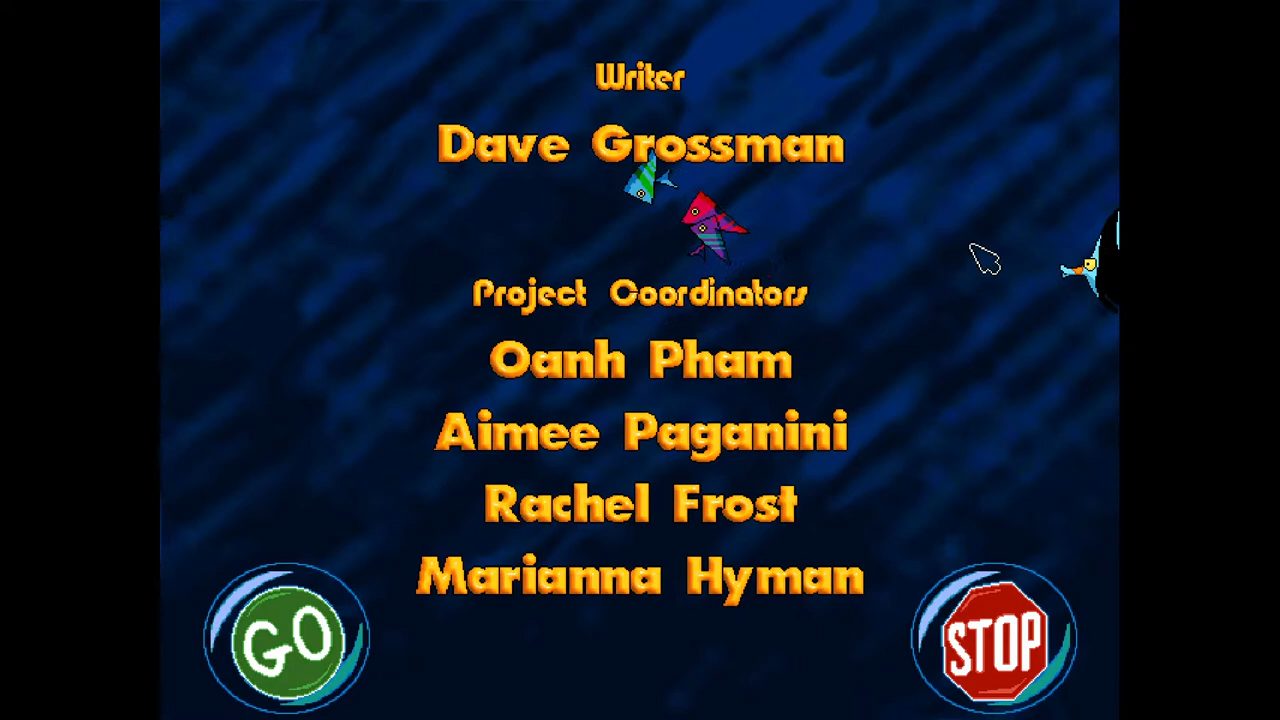 Writer
Dave Grossman
Project Coordinators
Oanh Pham
Aimee Paganini
Rachel Frost
Marianna Hyman
GO
STOP